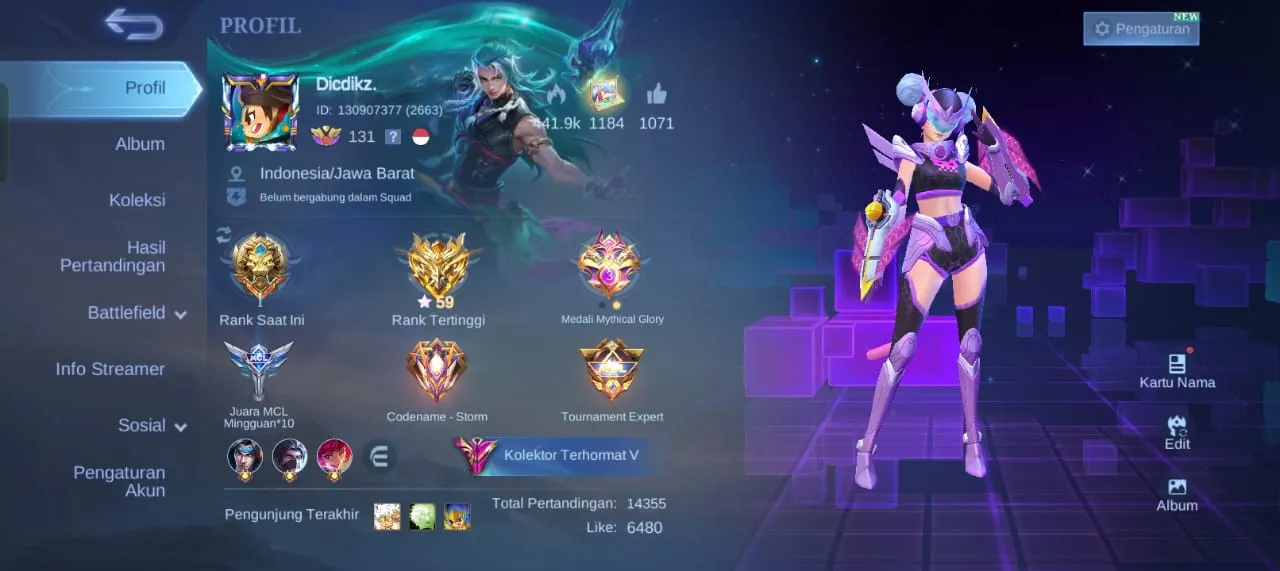 PROFIL
NEW
Pengaturan
Profil
Album
Koleksi
Hasil
Pertandingan
Battlefield
Info Streamer
Sosial
Pengaturan
Akun
Dicdikz.
ID: 130907377 (2663)
131
?
441.9k 1184 1071
Indonesia/Jawa Barat
Belum bergabung dalam Squad
I
Rank Saat Ini
59
Rank Tertinggi
3
Medali Mythical Glory
MCL
Juara MCL
Mingguan*10
Codename - Storm
Tournament Expert
Kolektor Terhormat V
Pengunjung Terakhir
Total Pertandingan: 14355
Like: 6480
Kartu Nama
Edit
Album